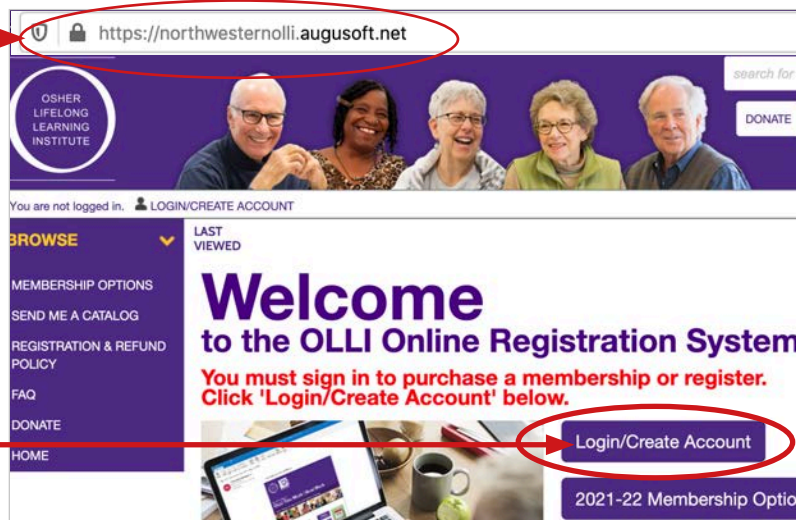 https://northwesternolli.augusoft.net
search for
OSHER
LIFELONG
LEARNING
INSTITUTE
DONATE
You are not logged in. LOGIN/CREATE ACCOUNT
BROWSE
LAST
VIEWED
MEMBERSHIP OPTIONS
SEND ME A CATALOG
REGISTRATION & REFUND
POLICY
FAQ
DONATE
HOME
Welcome
to the OLLI Online Registration System
You must sign in to purchase a membership or register.
Click 'Login/Create Account' below.
Login/Create Account
2021-22 Membership Optio